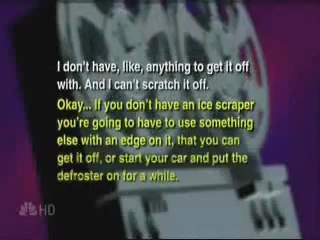 I don't have, like, anything to get it off
with. And I can't scratch it off.
Okay... If you don't have an ice scraper
you're going to have to use something
else with an edge on it, that you can
get it off, or start your car and put the
defroster on for a while.
HD